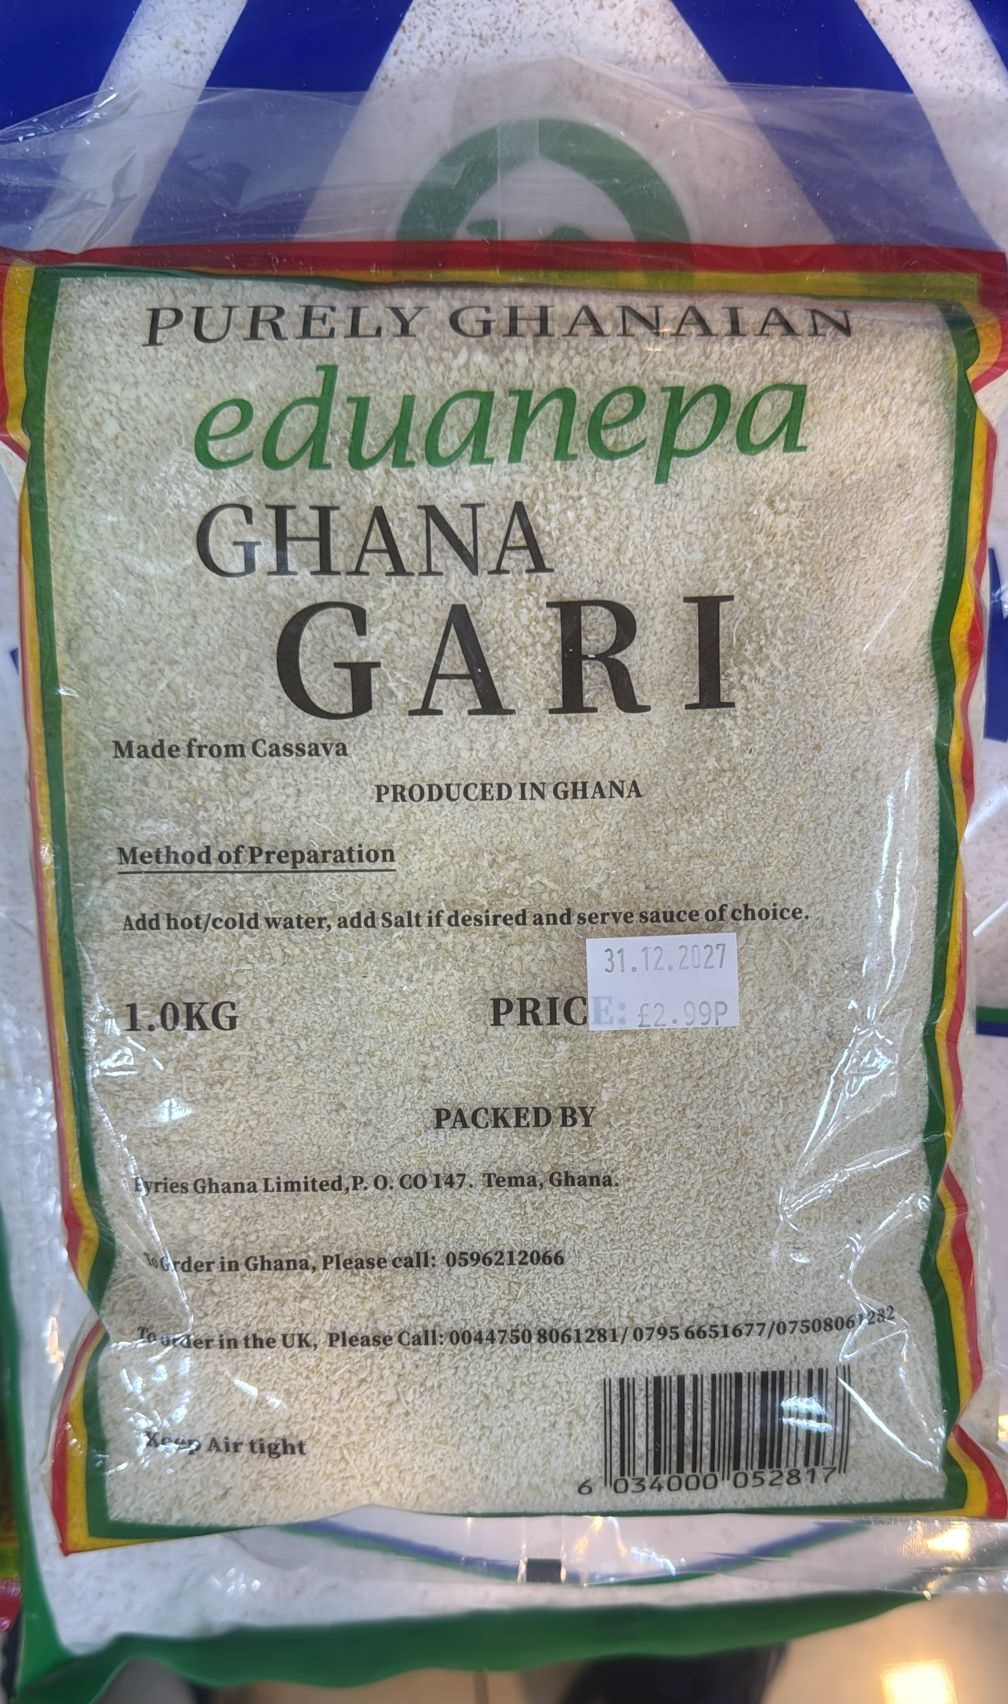 PURELY GHANAIAN
eduanepa
GHANA
GARI
Made from Cassava
PRODUCED IN GHANA
Method of Preparation
Add hot/cold water, add Salt if desired and serve sauce of choice.
31.12.2027
1.0KG PRICE: £2.99P
PACKED BY
Ghana Limited,P. O. CO 147. Tema, Ghana.
To Order in Ghana, Please call: 0596212066
To order in the UK, Please Call: 0044750 8061281/ 0795 6651677/07508061282
Keep Air tight
6 034000 052817